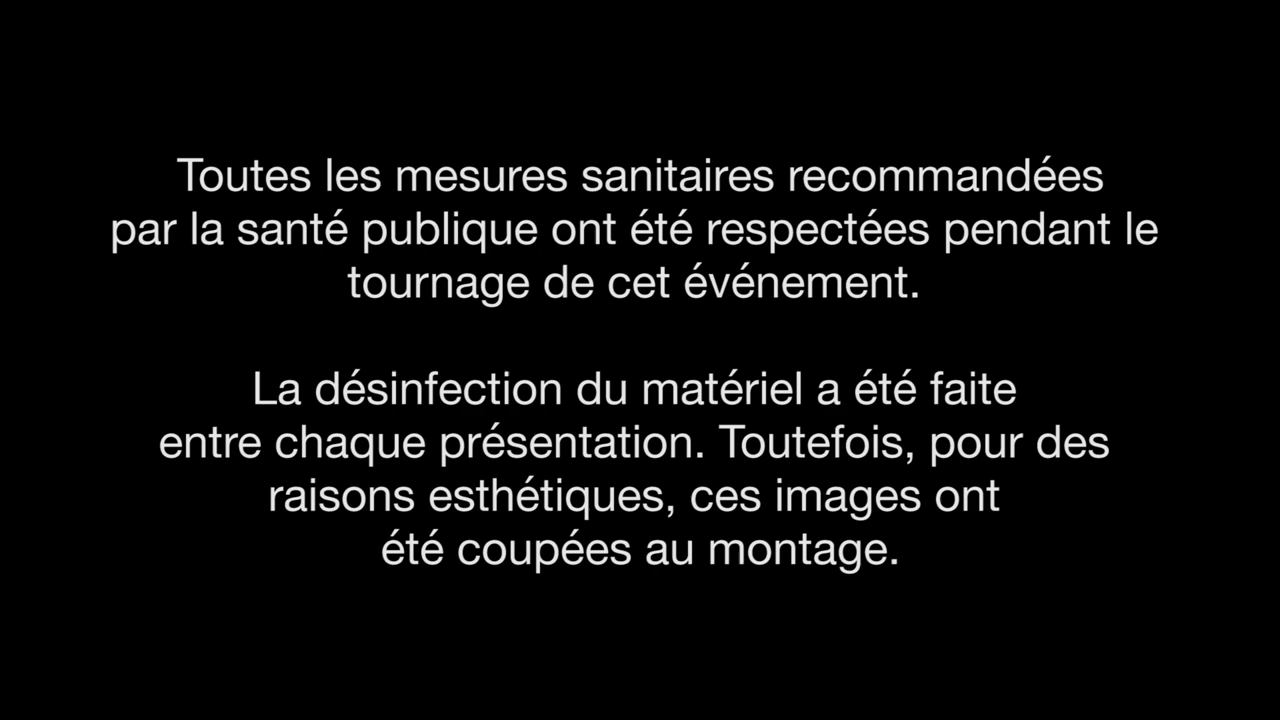 Toutes les mesures sanitaires recommandées
par la santé publique ont été respectées pendant le
tournage de cet événement.
La désinfection du matériel a été faite
entre chaque présentation. Toutefois, pour des
raisons esthétiques, ces images ont
été coupées au montage.